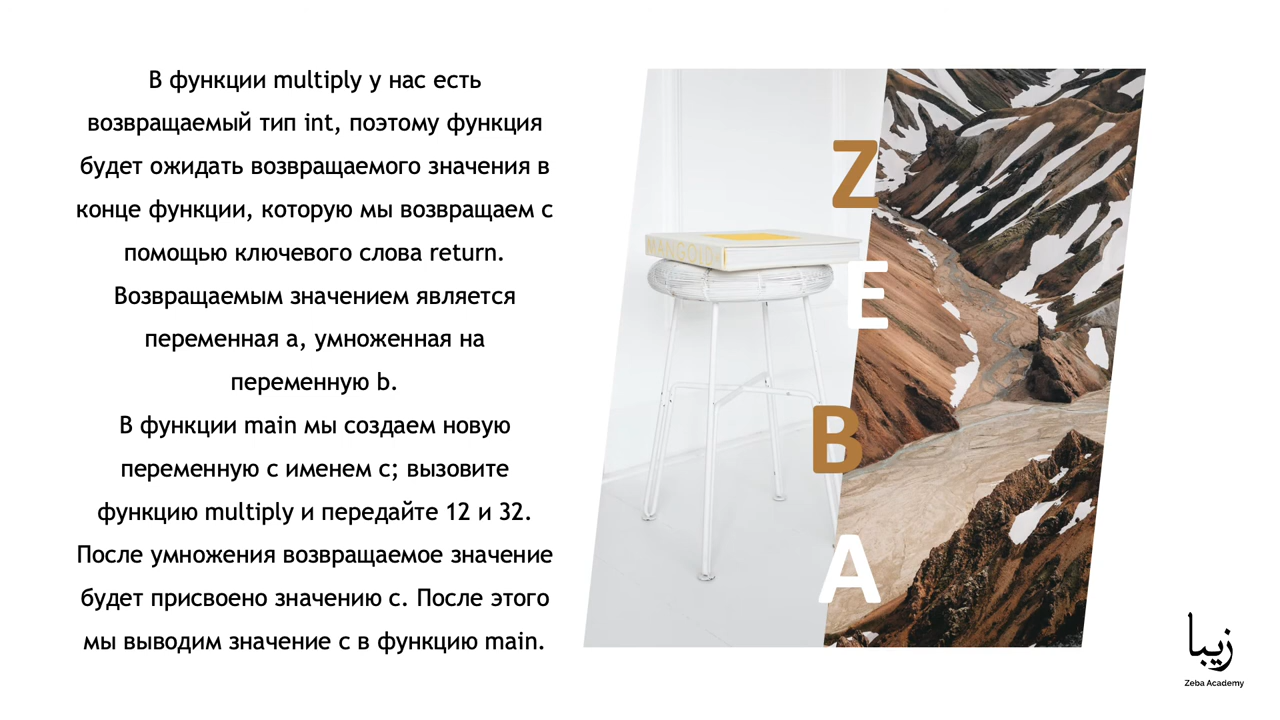 В функции multiply у нас есть
возвращаемый тип int, поэтому функция
будет ожидать возвращаемого значения в
конце функции, которую мы возвращаем с
помощью ключевого слова return.
Возвращаемым значением является
переменная a, умноженная на
переменную b.
В функции main мы создаем новую
переменную с именем c; вызовите
функцию multiply и передайте 12 и 32.
После умножения возвращаемое значение
будет присвоено значению c. После этого
мы выводим значение c в функцию main.
MANGOLD
Z
E
B
A
زیبا
Zeba Academy